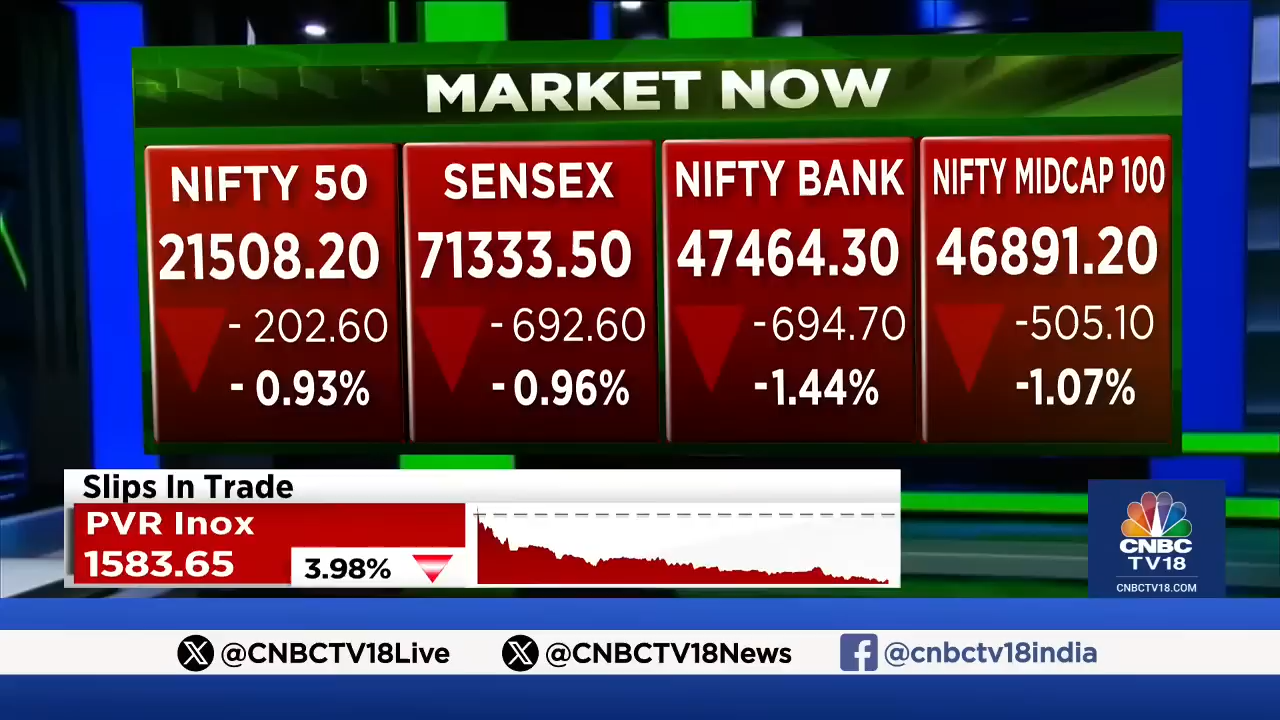 MARKET NOW
NIFTY 50
21508.20
- 202.60
- 0.93%
SENSEX
71333.50
- 692.60
- 0.96%
NIFTY BANK
47464.30
-694.70
-1.44%
NIFTY MIDCAP 100
46891.20
-505.10
-1.07%
Slips In Trade
PVR Inox
1583.65
3.98%
CNBC
TV18
CNBCTV18.COM
@CNBCTV18Live
@CNBCTV18News
@cnbctv18india